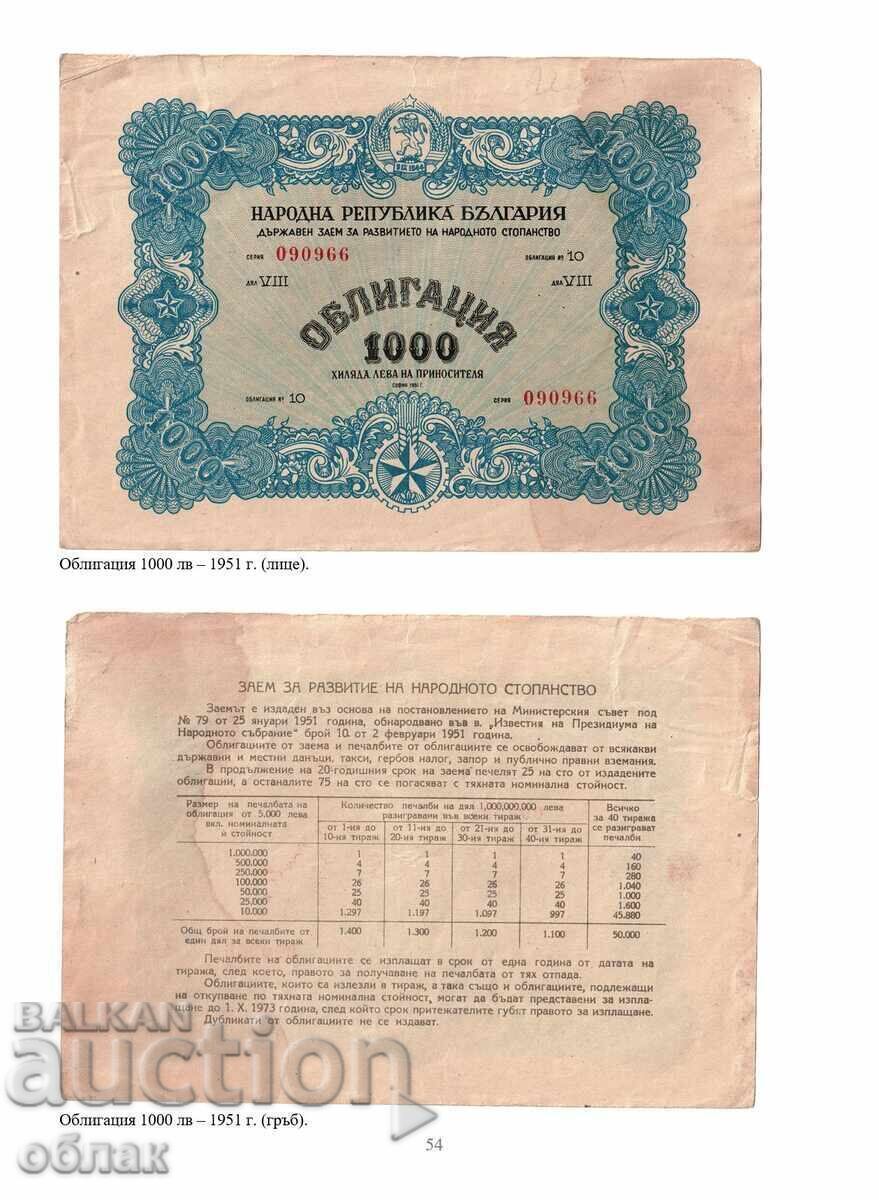 1000
1000
9 IX 1944
НАРОДНА РЕПУБЛИКА БЪЛГАРИЯ
ДЪРЖАВЕН ЗАЕМ ЗА РАЗВИТИЕТО НА НАРОДНОТО СТОПАНСТВО
СЕРИЯ 090966 ОБЛИГАЦИЯ № 10
ДЯЛ VIII ДЯЛ VIII
ОБЛИГАЦИЯ
1000
ХИЛЯДА ЛЕВА НА ПРИНОСИТЕЛЯ
СОФИЯ 1951 Г.
ОБЛИГАЦИЯ № 10 СЕРИЯ 090966
1000
1000
Облигация 1000 лв – 1951 г. (лице).
ЗАЕМ ЗА РАЗВИТИЕ НА НАРОДНОТО СТОПАНСТВО
Заемът е издаден въз основа на постановлението на Министерския съвет под
№ 79 от 25 януари 1951 година, обнародвано във в. „Известия на Президиума на
Народното събрание" брой 10 от 2 февруари 1951 година.
Облигациите от заема и печалбите от облигациите се освобождават от всякакви
държавни и местни данъци, такси, гербов налог, запор и публично правни вземания.
В продължение на 20-годишния срок на заема печелят 25 на сто от издадените
облигации, а останалите 75 на сто се погасяват с тяхната номинална стойност.
Размер на печалбата на облигация от 5.000 лева вкл. номиналната и стойност
Количество печалби на дял 1,000,000,000 лева разигравани във всеки тираж
Всичко за 40 тиража се разиграват печалби
от 1-ия до 10-ия тираж от 11-ия до 20-ия тираж от 21-ия до 30-ия тираж от 31-ия до 40-ия тираж
1.000.000 1 1 1 1 40
500.000 4 4 4 4 160
250.000 7 7 7 7 280
100.000 26 26 26 26 1.040
50.000 25 25 25 25 1.000
25.000 40 40 40 40 1.600
10.000 1.297 1.197 1.097 997 45.880
Общ брой на печалбите от един дял за всеки тираж 1.400 1.300 1.200 1.100 50.000
Печалбите на облигациите се изплащат в срок от една година от датата на
тиража, след което, правото за получаване на печалбата от тях отпада.
Облигациите, които са излезли в тираж, а така също и облигациите, подлежащи
на откупване по тяхната номинална стойност, могат да бъдат представени за изпла-
щане до 1. X. 1973 година, след който срок притежателите губят правото за изплащане.
Дубликати от облигациите не се издават.
BALKAN
auction
Облигация 1000 лв – 1951 г. (гръб).
54
облак